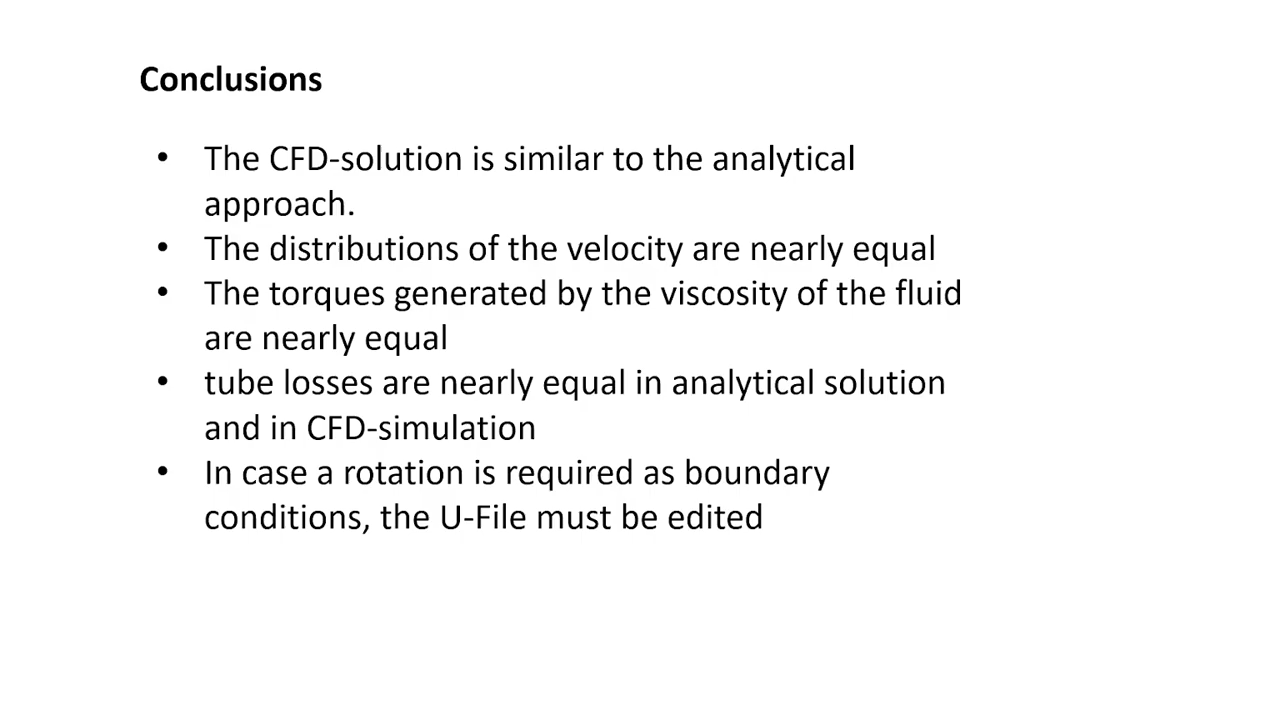 Conclusions
• The CFD-solution is similar to the analytical
approach.
• The distributions of the velocity are nearly equal
• The torques generated by the viscosity of the fluid
are nearly equal
• tube losses are nearly equal in analytical solution
and in CFD-simulation
• In case a rotation is required as boundary
conditions, the U-File must be edited